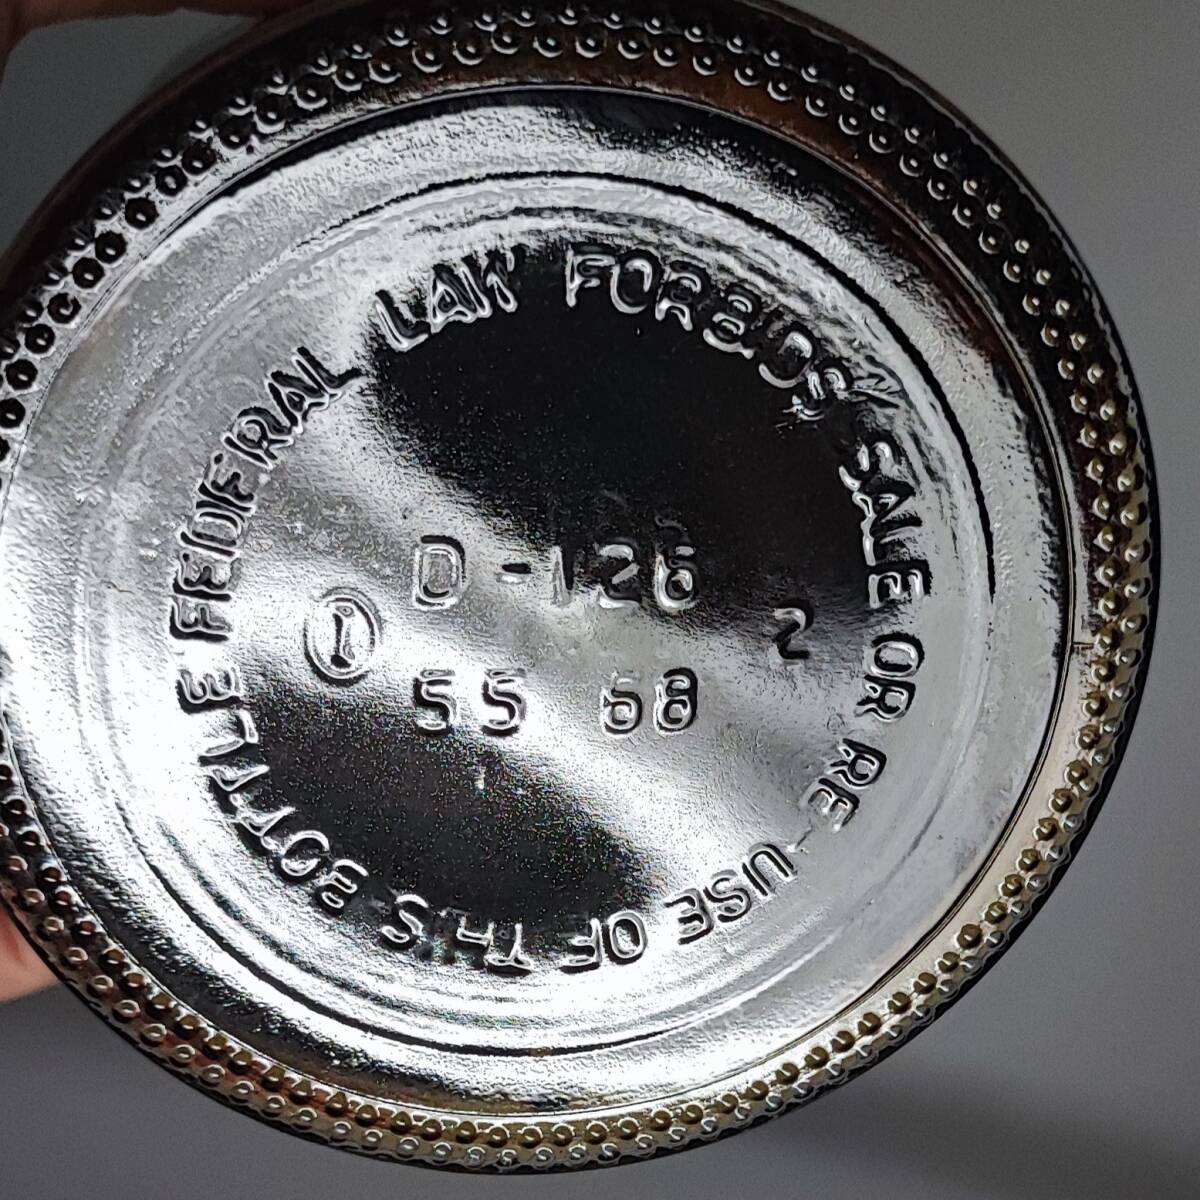 FEDERAL LAW FORBIDS SALE OR RE-USE OF THIS BOTTLE
D-126
55 68
2